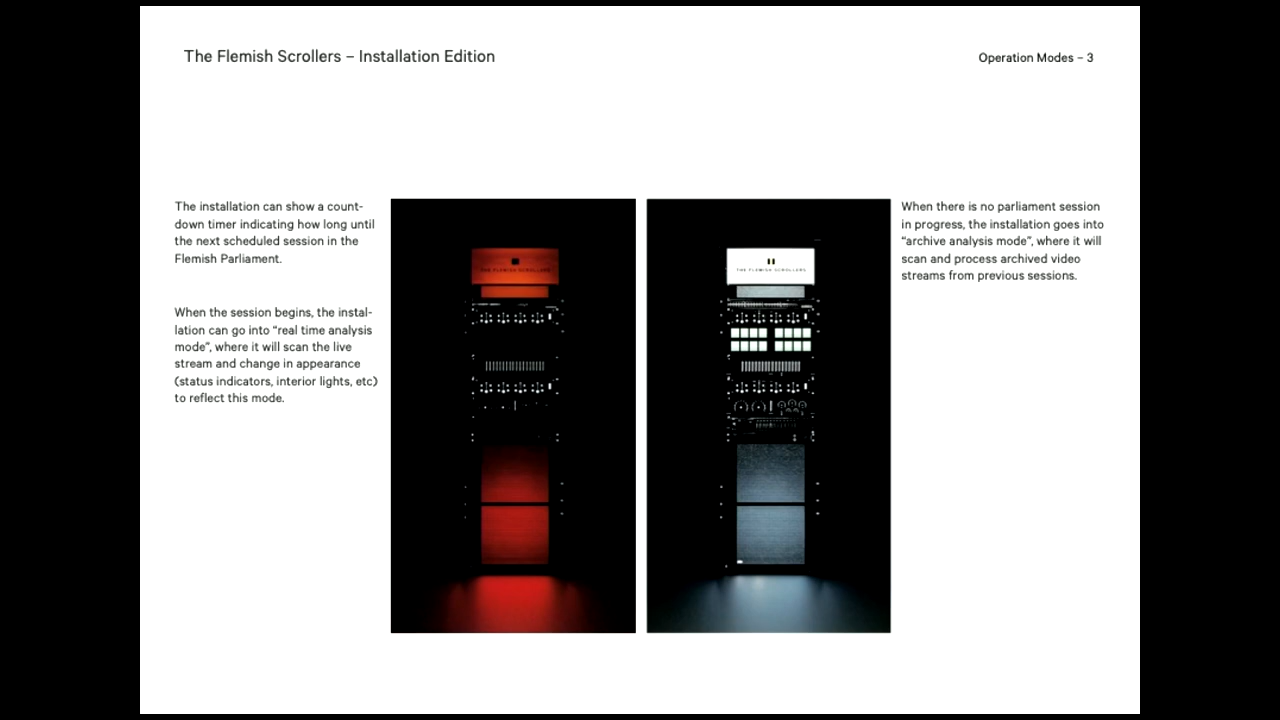 The Flemish Scrollers – Installation Edition
Operation Modes – 3
The installation can show a count-
down timer indicating how long until
the next scheduled session in the
Flemish Parliament.
When the session begins, the instal-
lation can go into “real time analysis
mode”, where it will scan the live
stream and change in appearance
(status indicators, interior lights, etc)
to reflect this mode.
THE FLEMISH SCROLLERS
THE FLEMISH SCROLLERS
When there is no parliament session
in progress, the installation goes into
“archive analysis mode”, where it will
scan and process archived video
streams from previous sessions.